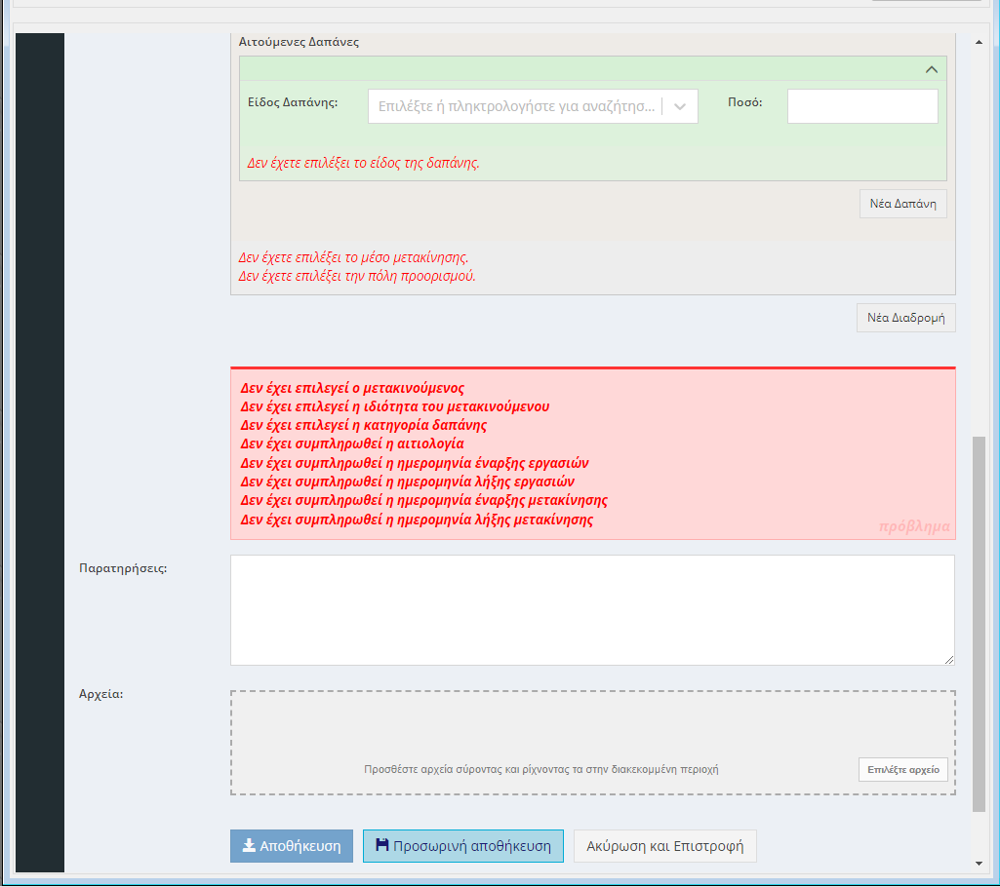 Αιτούμενες Δαπάνες
Είδος Δαπάνης: Επιλέξτε ή πληκτρολογήστε για αναζήτησ... Ποσό:
Δεν έχετε επιλέξει το είδος της δαπάνης.
Νέα Δαπάνη
Δεν έχετε επιλέξει το μέσο μετακίνησης.
Δεν έχετε επιλέξει την πόλη προορισμού.
Νέα Διαδρομή
Δεν έχει επιλεγεί ο μετακινούμενος
Δεν έχει επιλεγεί η ιδιότητα του μετακινούμενου
Δεν έχει επιλεγεί η κατηγορία δαπάνης
Δεν έχει συμπληρωθεί η αιτιολογία
Δεν έχει συμπληρωθεί η ημερομηνία έναρξης εργασιών
Δεν έχει συμπληρωθεί η ημερομηνία λήξης εργασιών
Δεν έχει συμπληρωθεί η ημερομηνία έναρξης μετακίνησης
Δεν έχει συμπληρωθεί η ημερομηνία λήξης μετακίνησης
πρόβλημα
Παρατηρήσεις:
Αρχεία:
Προσθέστε αρχεία σύροντας και ρίχνοντας τα στην διακεκομμένη περιοχή Επιλέξτε αρχείο
Αποθήκευση Προσωρινή αποθήκευση Ακύρωση και Επιστροφή